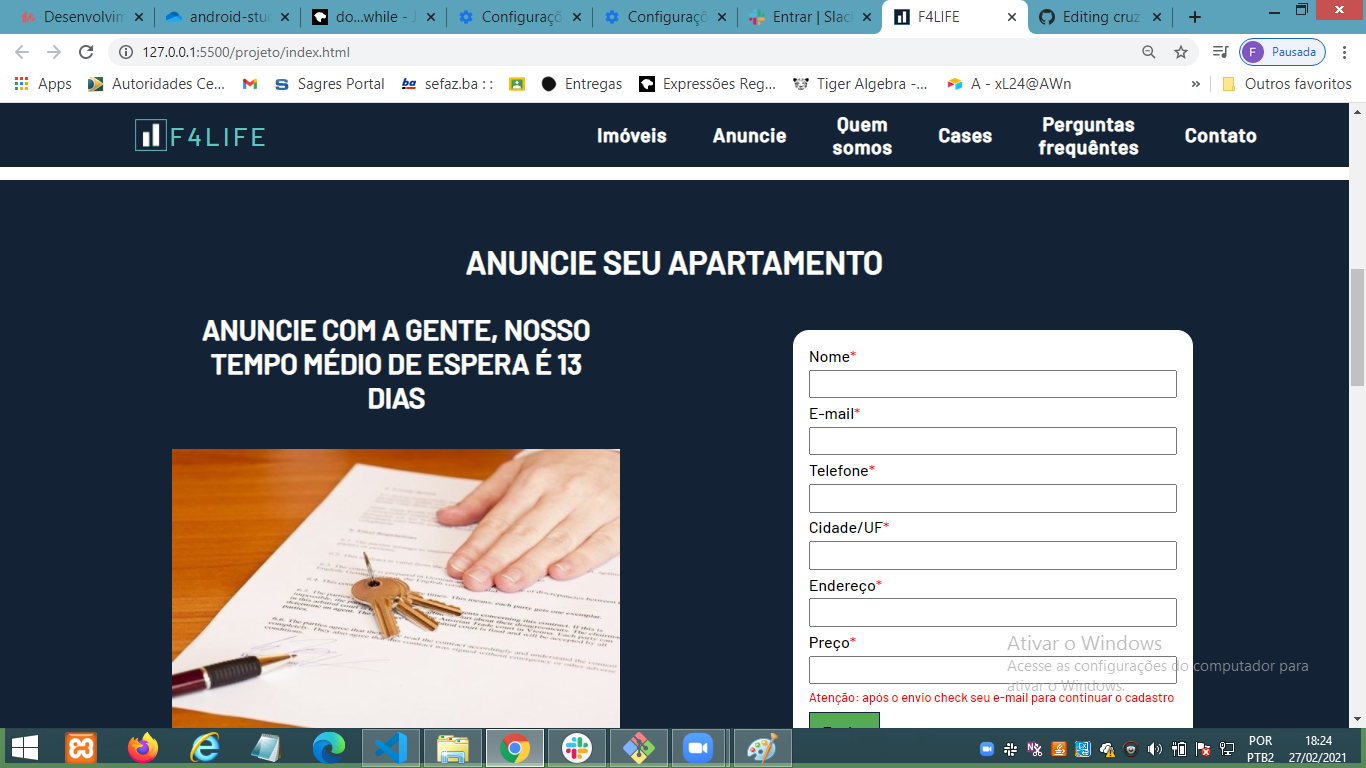 Desenvolvim
android-stud
do...while - J
Configuraçõ
Configuraçõ
Entrar | Slac
F4LIFE
Editing cruz
127.0.0.1:5500/projeto/index.html
F
Pausada
Apps
Autoridades Ce...
Sagres Portal
ba
sefaz.ba : :
Entregas
Expressões Reg...
Tiger Algebra -...
A - xL24@AWn
»
Outros favoritos
F4LIFE
Imóveis
Anuncie
Quem
somos
Cases
Perguntas
frequêntes
Contato
ANUNCIE SEU APARTAMENTO
ANUNCIE COM A GENTE, NOSSO
TEMPO MÉDIO DE ESPERA É 13
DIAS
Nome*
E-mail*
Telefone*
Cidade/UF*
Endereço*
Preço*
Atenção: após o envio check seu e-mail para continuar o cadastro
Ativar o Windows
Acesse as configurações do computador para
ativar o Windows.
POR
PTB2
18:24
27/02/2021